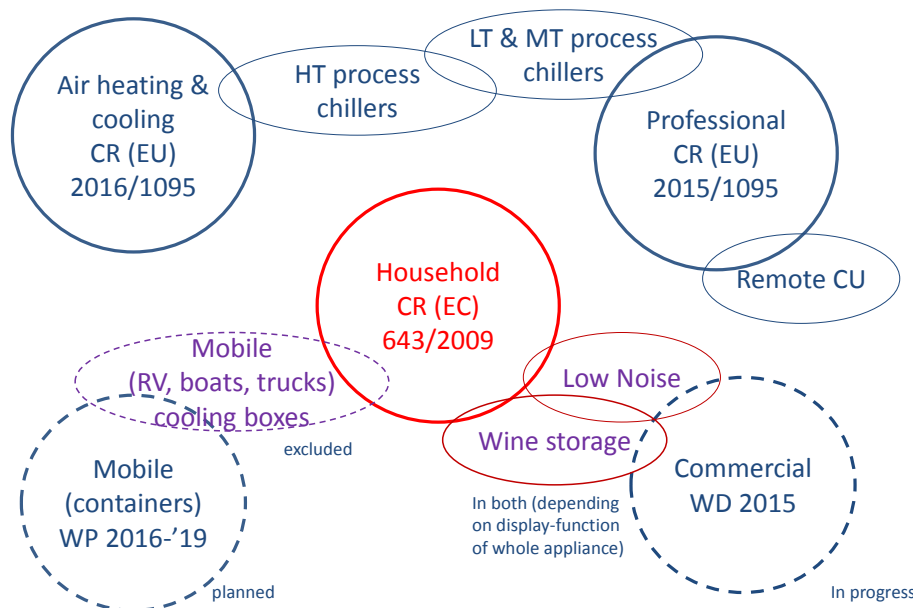 LT & MT process
chillers
HT process
chillers
Air heating &
cooling
CR (EU)
2016/1095
Professional
CR (EU)
2015/1095
Remote CU
Household
CR (EC)
643/2009
Mobile
(RV, boats, trucks)
cooling boxes
excluded
Low Noise
Wine storage
Mobile
(containers)
WP 2016-’19
planned
In both (depending
on display-function
of whole appliance)
Commercial
WD 2015
In progress